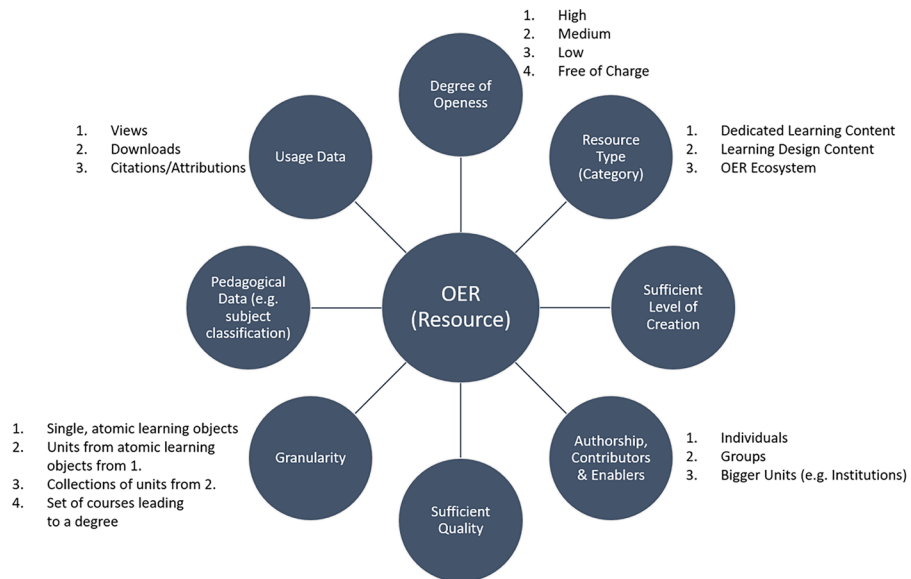 1. High
2. Medium
3. Low
4. Free of Charge
Degree of
Openess
1. Views
2. Downloads
3. Citations/Attributions
Usage Data
Resource
Type
(Category)
1. Dedicated Learning Content
2. Learning Design Content
3. OER Ecosystem
Pedagogical
Data (e.g.
subject
classification)
OER
(Resource)
Sufficient
Level of
Creation
1. Single, atomic learning objects
2. Units from atomic learning
objects from 1.
3. Collections of units from 2.
4. Set of courses leading
to a degree
Granularity
Sufficient
Quality
Authorship,
Contributors
& Enablers
1. Individuals
2. Groups
3. Bigger Units (e.g. Institutions)